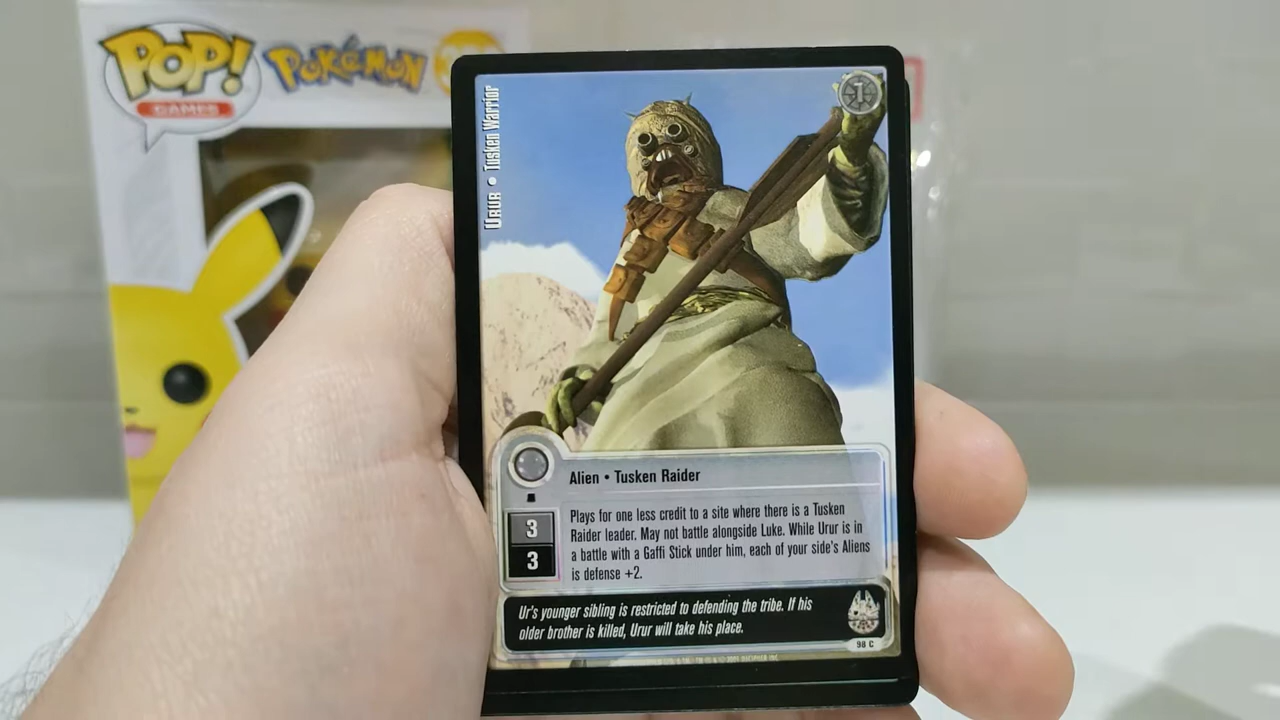 POP!
GAMES
POKéMON
Urur • Tusken Warrior
1
Alien • Tusken Raider
3
3
Plays for one less credit to a site where there is a Tusken
Raider leader. May not battle alongside Luke. While Urur is in
a battle with a Gaffi Stick under him, each of your side's Aliens
is defense +2.
Ur's younger sibling is restricted to defending the tribe. If his
older brother is killed, Urur will take his place.
98 C